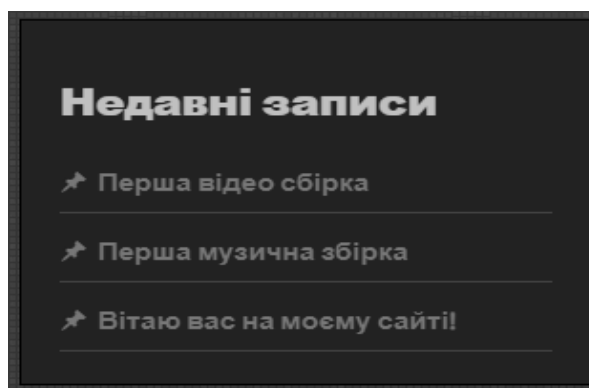 Недавні записи
Перша відео сбірка
Перша музична збірка
Вітаю вас на моєму сайті!